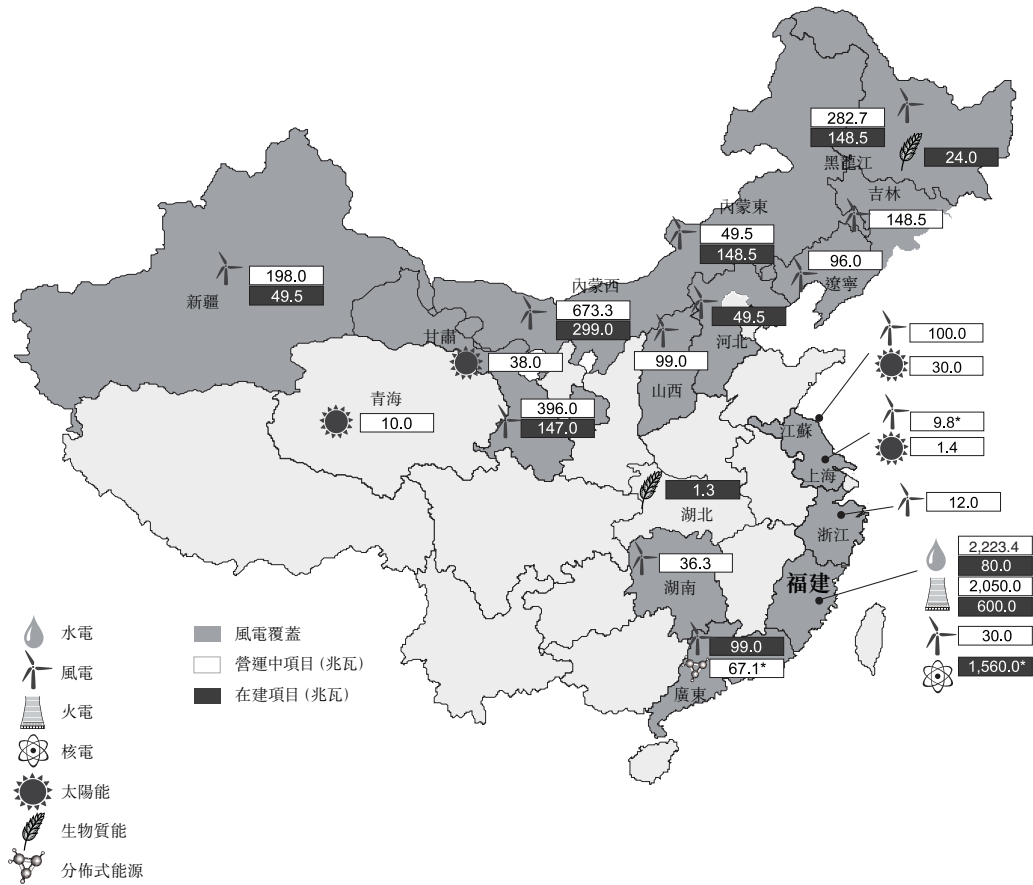 282.7
148.5
黑龍江
24.0
吉林
148.5
內蒙東
49.5
148.5
96.0
遼寧
198.0
49.5
新疆
內蒙西
673.3
299.0
49.5
河北
甘肅
38.0
99.0
山西
100.0
30.0
青海
10.0
396.0
147.0
江蘇
9.8*
1.4
上海
1.3
湖北
12.0
浙江
36.3
湖南
福建
2,223.4
80.0
2,050.0
600.0
30.0
1,560.0*
99.0
67.1*
廣東
水電
風電
火電
核電
太陽能
生物質能
分佈式能源
風電覆蓋
營運中項目 (兆瓦)
在建項目 (兆瓦)